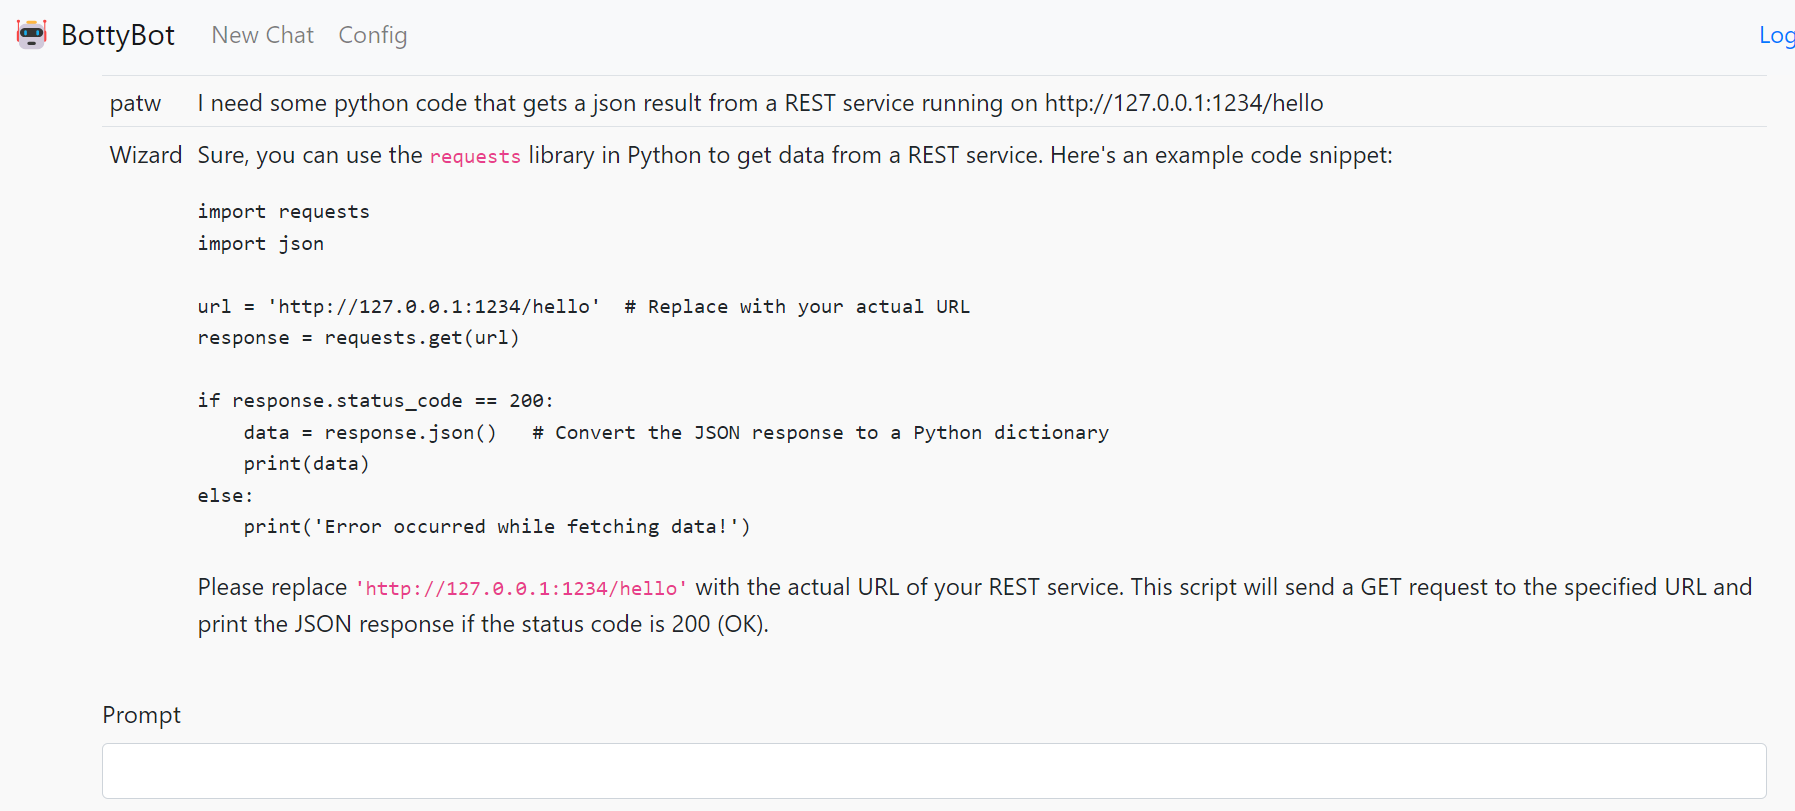 BottyBot New Chat Config Log
patw I need some python code that gets a json result from a REST service running on http://127.0.0.1:1234/hello
Wizard Sure, you can use the requests library in Python to get data from a REST service. Here's an example code snippet:
import requests
import json
url = 'http://127.0.0.1:1234/hello'  # Replace with your actual URL
response = requests.get(url)
if response.status_code == 200:
    data = response.json()   # Convert the JSON response to a Python dictionary
    print(data)
else:
    print('Error occurred while fetching data!')
Please replace 'http://127.0.0.1:1234/hello' with the actual URL of your REST service. This script will send a GET request to the specified URL and
print the JSON response if the status code is 200 (OK).
Prompt